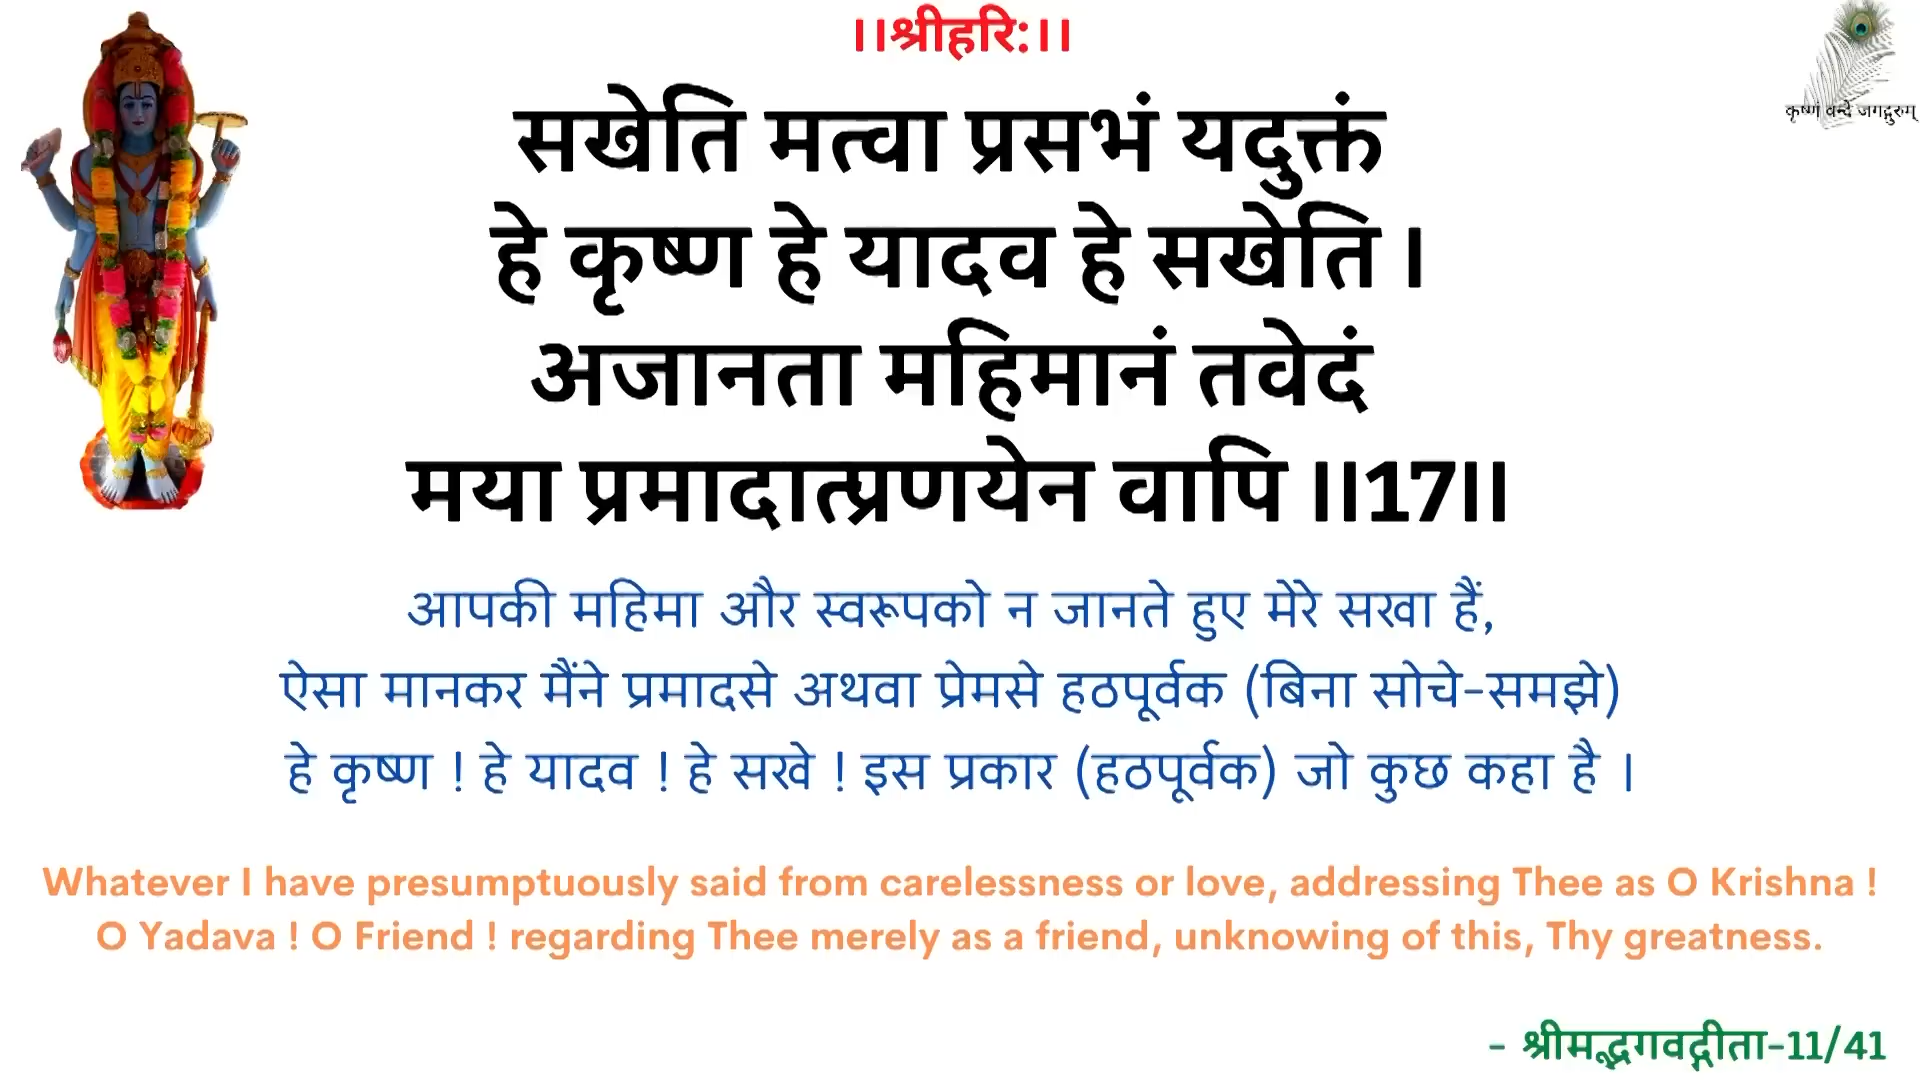 ।।श्रीहरि:।।
कृष्णं वन्दे जगद्गुरुम्
सखेति मत्वा प्रसभं यदुक्तं
हे कृष्ण हे यादव हे सखेति ।
अजानता महिमानं तवेदं
मया प्रमादात्प्रणयेन वापि ।।17।।
आपकी महिमा और स्वरूपको न जानते हुए मेरे सखा हैं,
ऐसा मानकर मैंने प्रमादसे अथवा प्रेमसे हठपूर्वक (बिना सोचे-समझे)
हे कृष्ण ! हे यादव ! हे सखे ! इस प्रकार (हठपूर्वक) जो कुछ कहा है ।
Whatever I have presumptuously said from carelessness or love, addressing Thee as O Krishna !
O Yadava ! O Friend ! regarding Thee merely as a friend, unknowing of this, Thy greatness.
- श्रीमद्भगवद्गीता-11/41